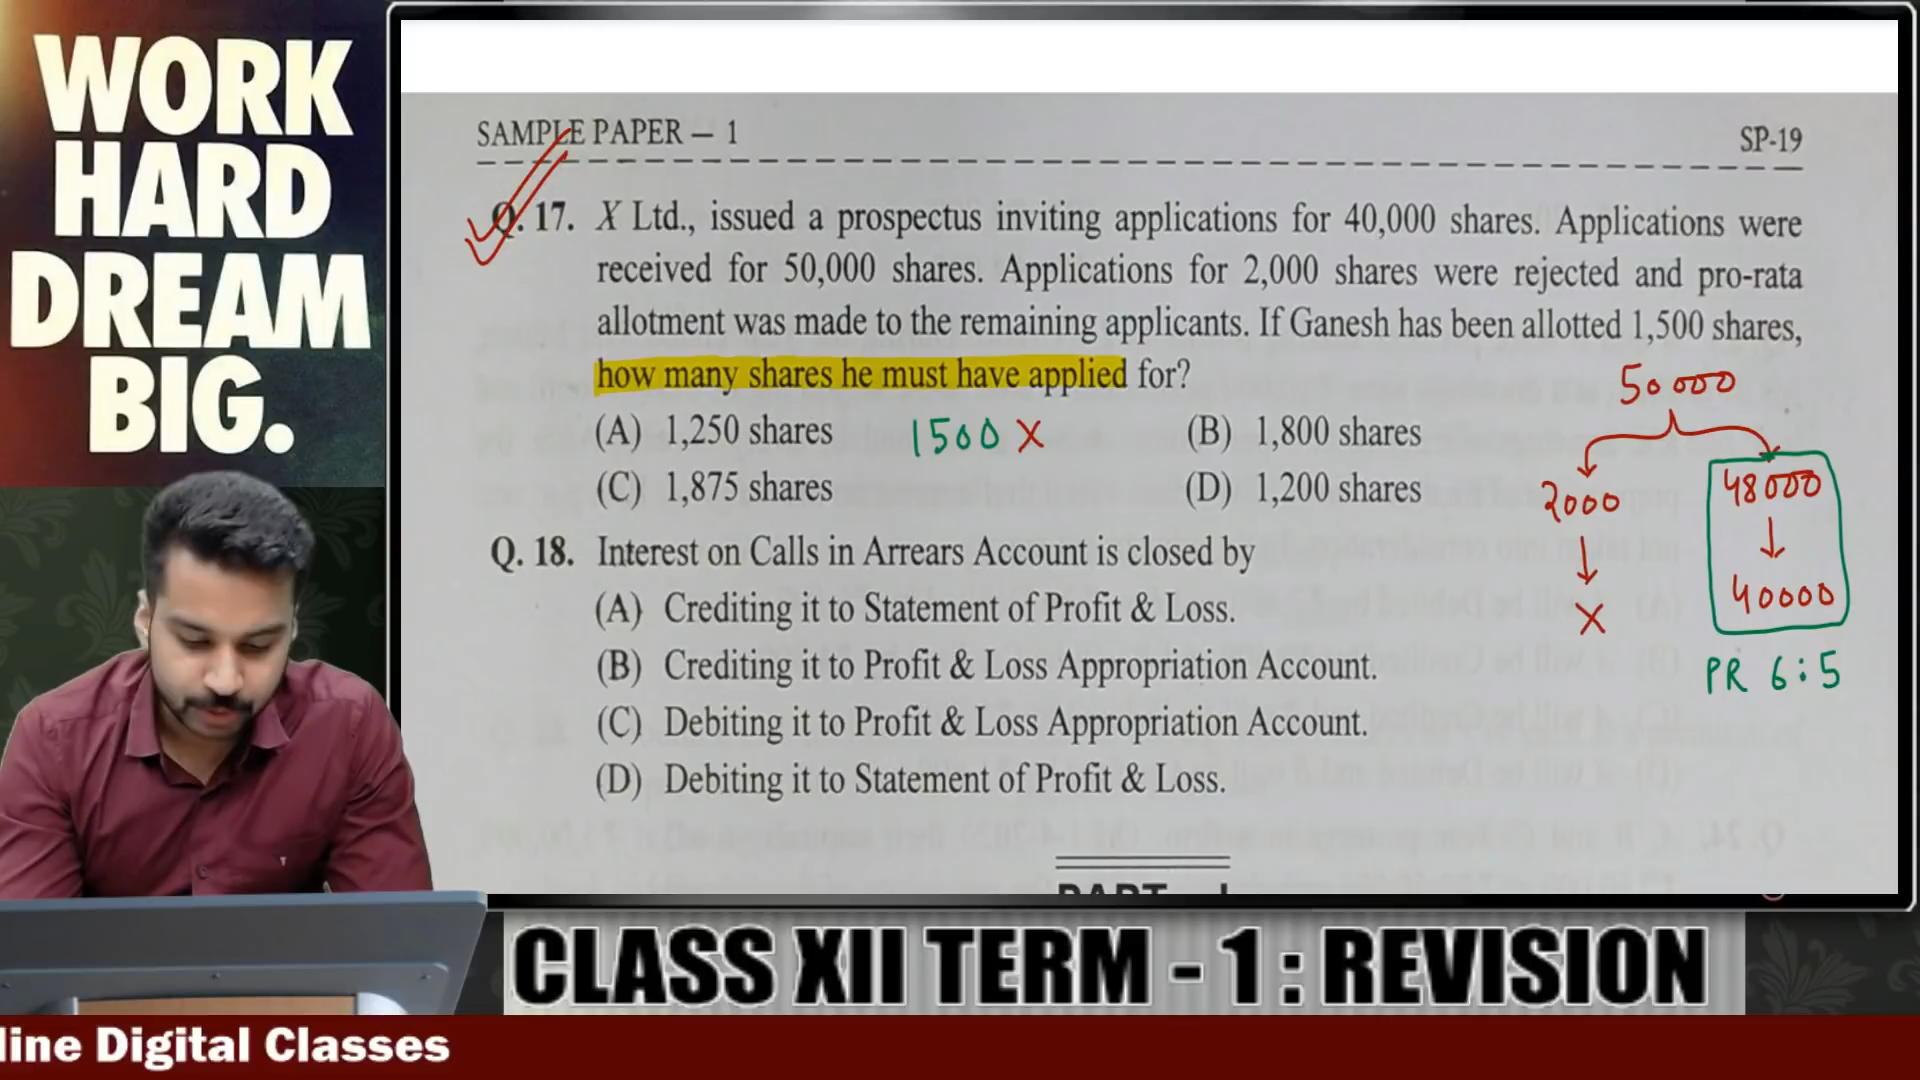 WORK
HARD
DREAM
BIG.
SAMPLE PAPER – 1 SP-19
Q. 17. X Ltd., issued a prospectus inviting applications for 40,000 shares. Applications were
received for 50,000 shares. Applications for 2,000 shares were rejected and pro-rata
allotment was made to the remaining applicants. If Ganesh has been allotted 1,500 shares,
how many shares he must have applied for?
50000
(A) 1,250 shares 1500 X (B) 1,800 shares
(C) 1,875 shares (D) 1,200 shares
2000 48000
X 40000
PR 6:5
Q. 18. Interest on Calls in Arrears Account is closed by
(A) Crediting it to Statement of Profit & Loss.
(B) Crediting it to Profit & Loss Appropriation Account.
(C) Debiting it to Profit & Loss Appropriation Account.
(D) Debiting it to Statement of Profit & Loss.
CLASS XII TERM - 1 : REVISION
line Digital Classes